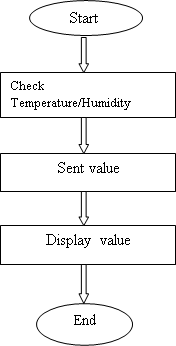 Start
Check
Temperature/Humidity
Sent value
Display value
End